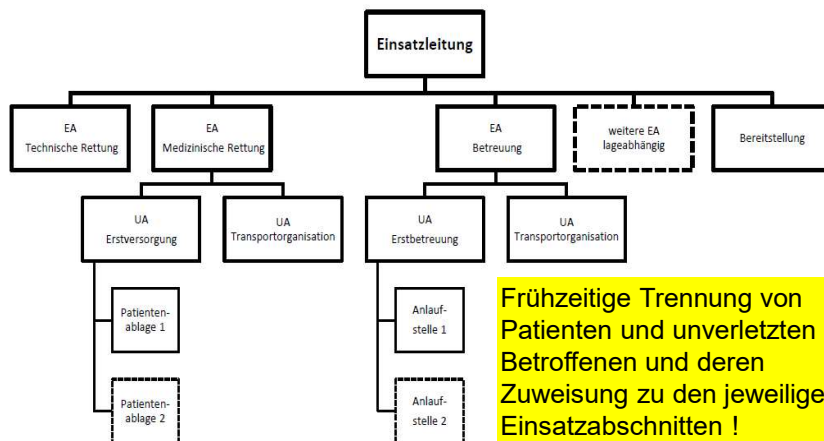 Einsatzleitung
EA
Technische Rettung
EA
Medizinische Rettung
EA
Betreuung
weitere EA
lageabhängig
Bereitstellung
UA
Erstversorgung
UA
Transportorganisation
UA
Erstbetreuung
UA
Transportorganisation
Patienten-
ablage 1
Anlauf-
stelle 1
Patienten-
ablage 2
Anlauf-
stelle 2
Frühzeitige Trennung von
Patienten und unverletzten
Betroffenen und deren
Zuweisung zu den jeweilige
Einsatzabschnitten !